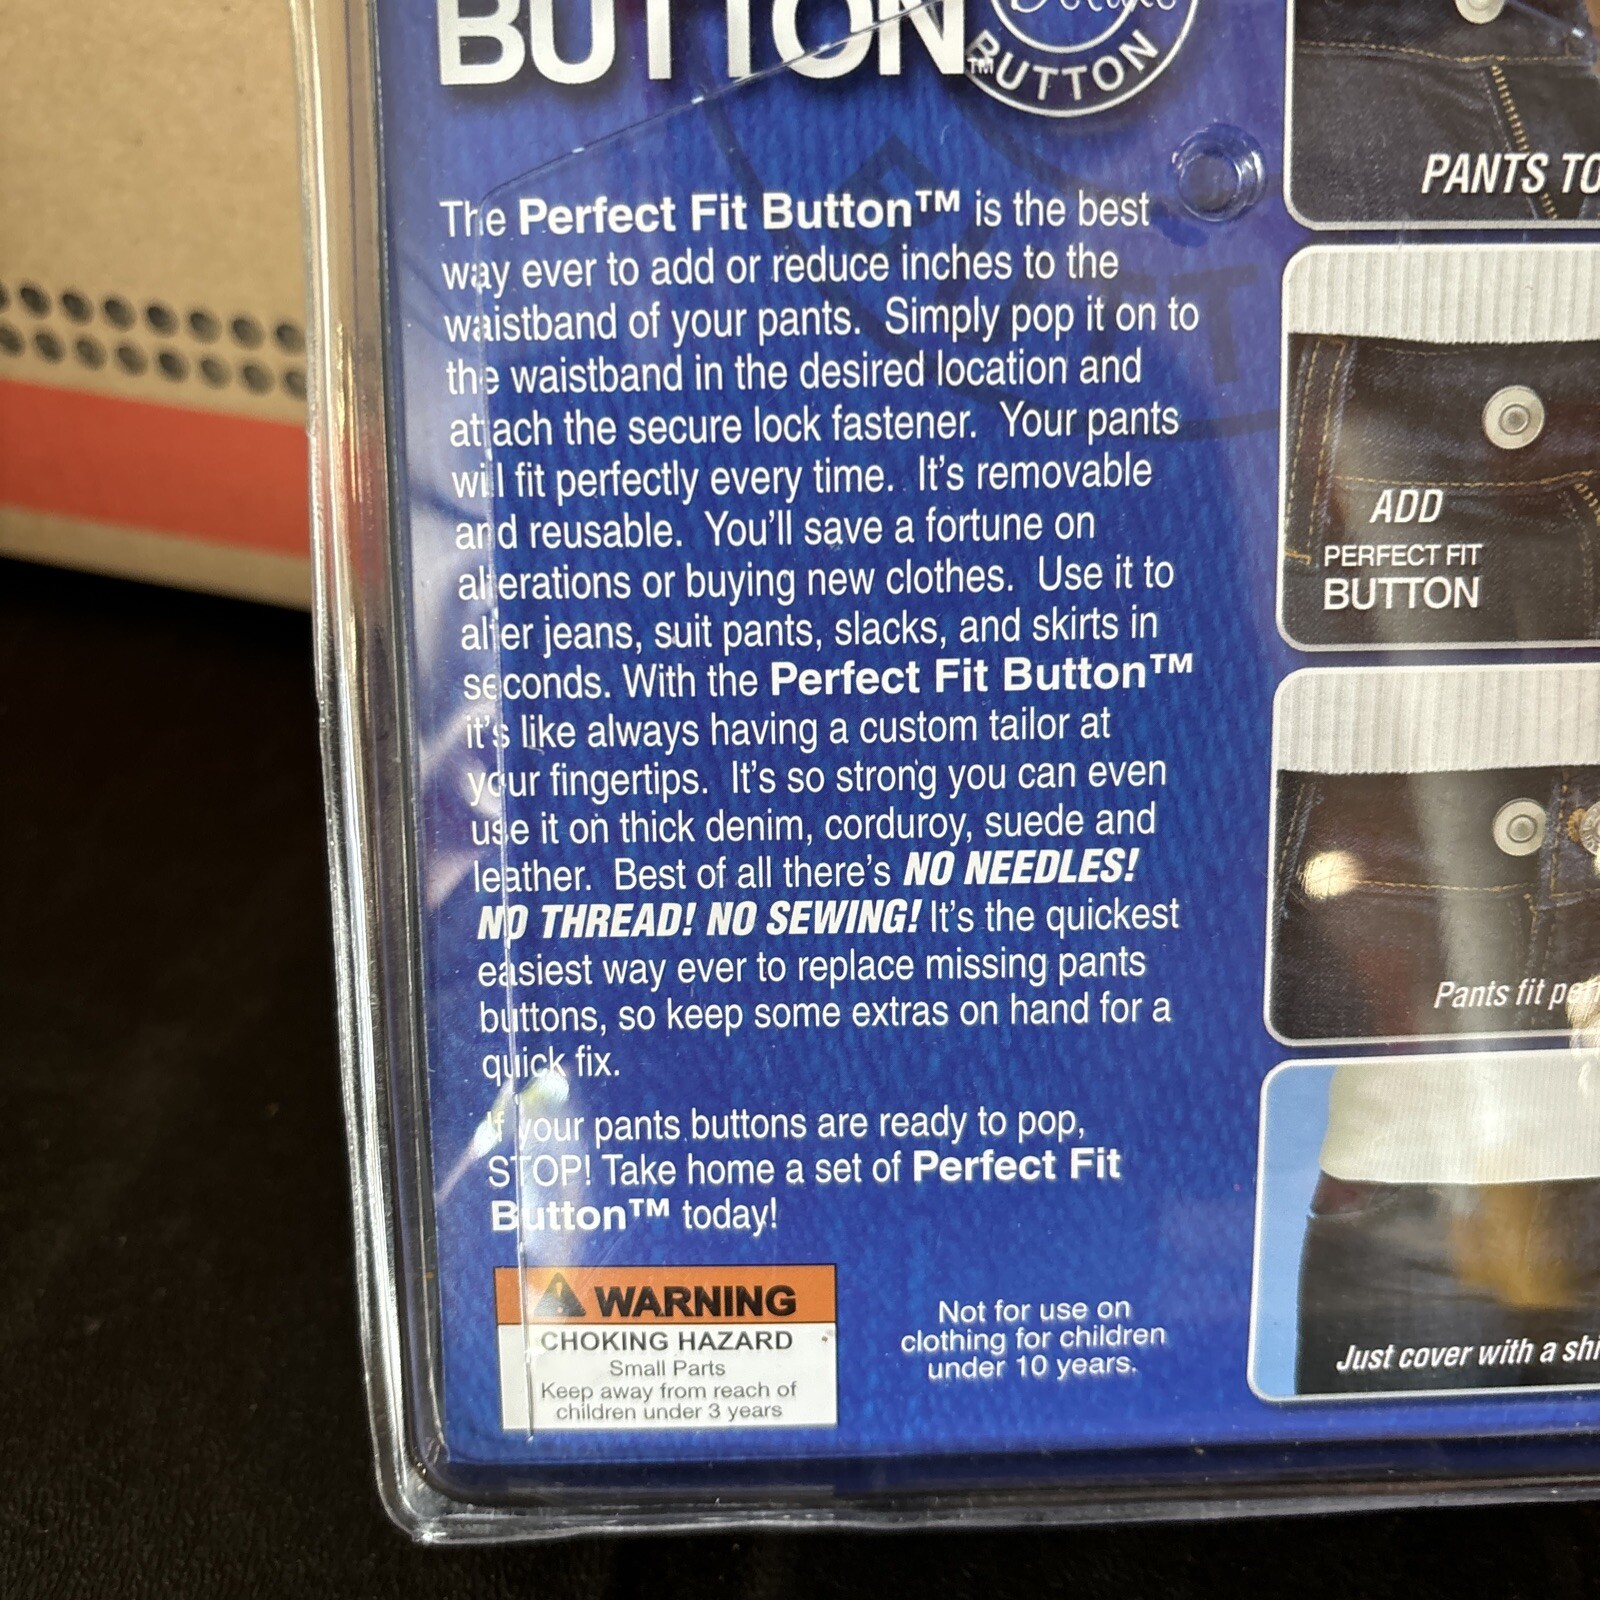 BUTTON™
BUTTON
The Perfect Fit Button™ is the best
way ever to add or reduce inches to the
waistband of your pants.  Simply pop it on to
the waistband in the desired location and
attach the secure lock fastener.  Your pants
will fit perfectly every time.  It's removable
and reusable.  You'll save a fortune on
alterations or buying new clothes.  Use it to
alter jeans, suit pants, slacks, and skirts in
seconds. With the Perfect Fit Button™
it's like always having a custom tailor at
your fingertips.  It's so strong you can even
use it on thick denim, corduroy, suede and
leather.  Best of all there's NO NEEDLES!
NO THREAD! NO SEWING! It's the quickest
easiest way ever to replace missing pants
buttons, so keep some extras on hand for a
quick fix.
If your pants buttons are ready to pop,
STOP! Take home a set of Perfect Fit
Button™ today!
WARNING
CHOKING HAZARD
Small Parts
Keep away from reach of
children under 3 years
Not for use on
clothing for children
under 10 years.
PANTS
ADD
PERFECT FIT
BUTTON
Pants fit
Just cover with a